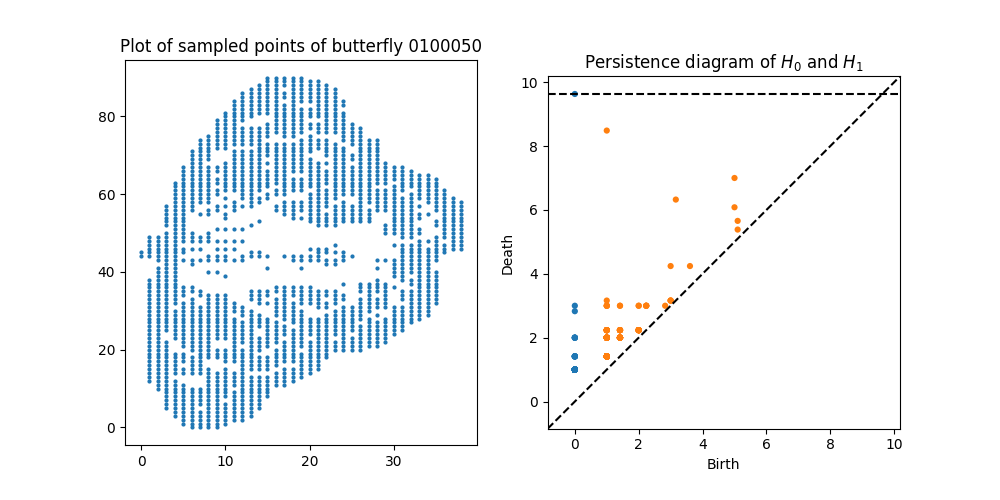 Plot of sampled points of butterfly 0100050
80
60
40
20
0
0 10 20 30
Persistence diagram of H₀ and H₁
10
8
6
4
2
0
Death
0 2 4 6 8 10
Birth